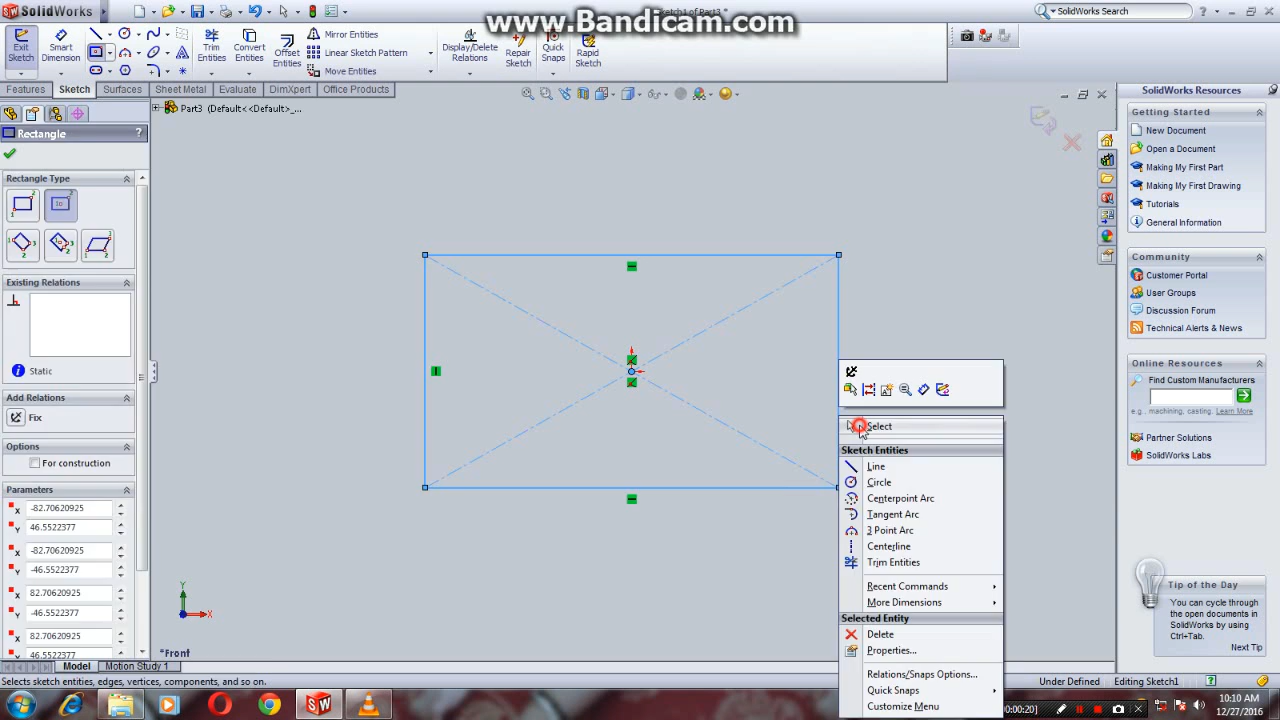 SolidWorks
Sketch1 of Part3 *
www.Bandicam.com
SolidWorks Search
Exit Sketch
Smart Dimension
Trim Entities
Convert Entities
Offset Entities
Mirror Entities
Linear Sketch Pattern
Move Entities
Display/Delete Relations
Repair Sketch
Quick Snaps
Rapid Sketch
Features
Sketch
Surfaces
Sheet Metal
Evaluate
DimXpert
Office Products
Part3 (Default<<Default>_...
Rectangle
?
Rectangle Type
Existing Relations
Static
Add Relations
Fix
Options
For construction
Parameters
X -82.70620925
Y 46.5522377
X -82.70620925
Y -46.5522377
X 82.70620925
Y -46.5522377
X 82.70620925
46.5522377
Y
X
*Front
Select
Sketch Entities
Line
Circle
Centerpoint Arc
Tangent Arc
3 Point Arc
Centerline
Trim Entities
Recent Commands
More Dimensions
Selected Entity
Delete
Properties...
Relations/Snaps Options...
Quick Snaps
Customize Menu
SolidWorks Resources
Getting Started
New Document
Open a Document
Making My First Part
Making My First Drawing
Tutorials
General Information
Community
Customer Portal
User Groups
Discussion Forum
Technical Alerts & News
Online Resources
Find Custom Manufacturers
e.g., machining, casting. Learn More
Partner Solutions
SolidWorks Labs
Tip of the Day
You can cycle through the open documents in SolidWorks by using Ctrl+Tab.
Next Tip
Model
Motion Study 1
Selects sketch entities, edges, vertices, components, and so on.
Under Defined
Editing Sketch1
00:00:20
10:10 AM
12/27/2016